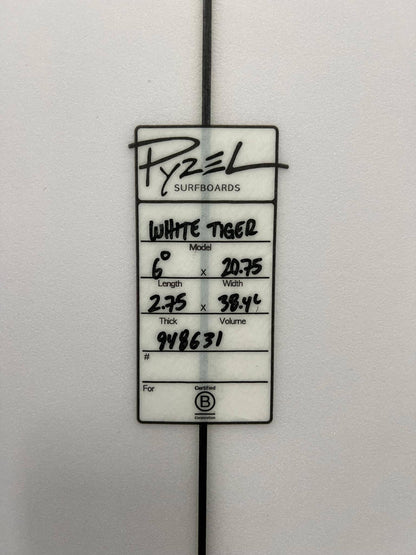 PYZEL
SURFBOARDS
WHITE TIGER
Model
6° x 20.75
Length Width
2.75 x 38.4L
Thick Volume
948631
#
For
Certified
B
Corporation